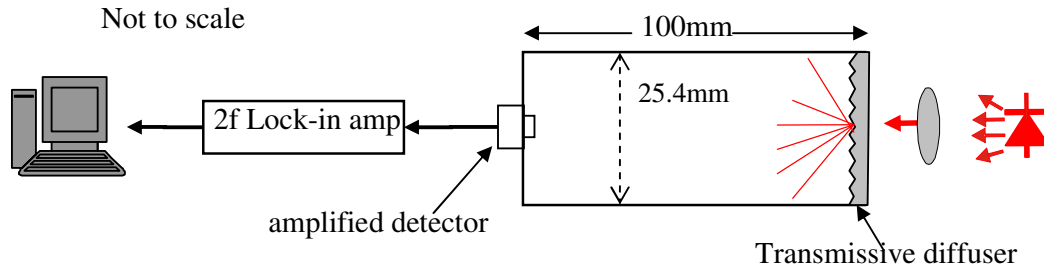 Not to scale
100mm
25.4mm
2f Lock-in amp
amplified detector
Transmissive diffuser